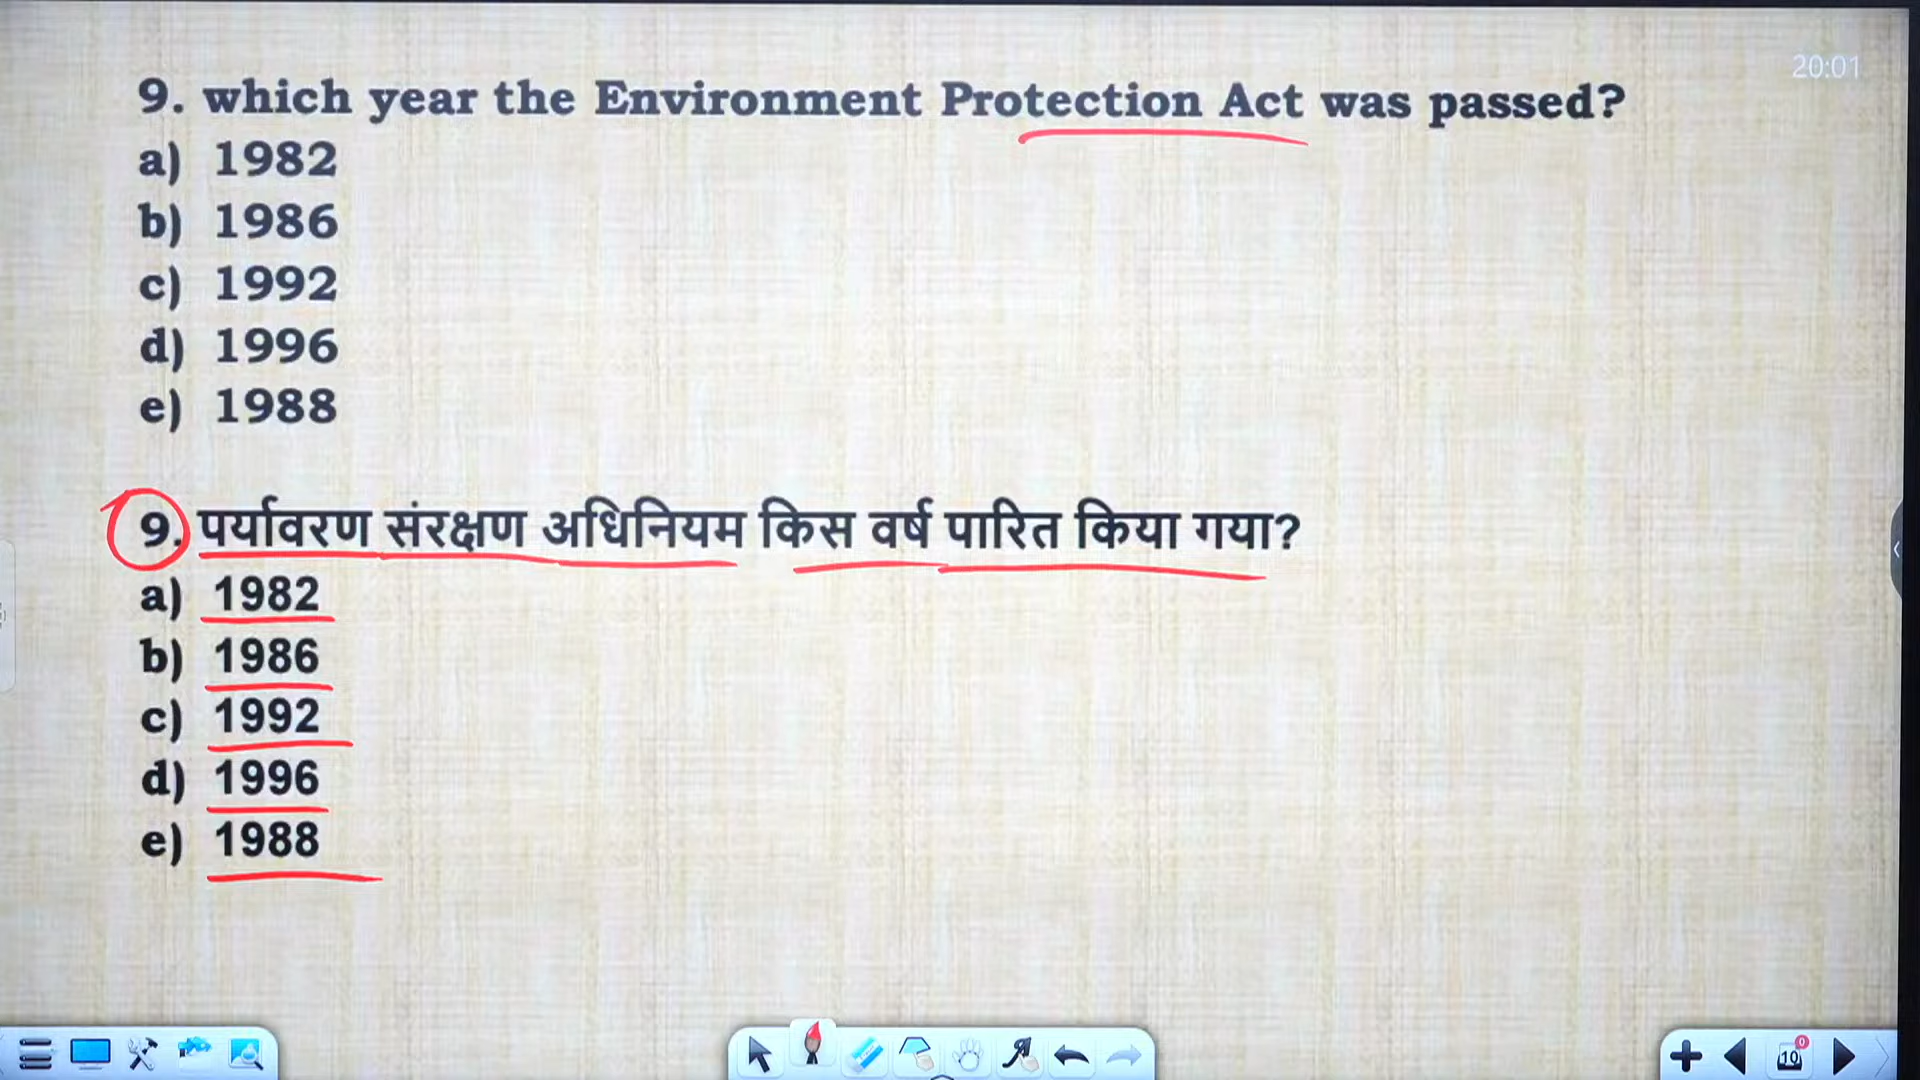 20:01
9. which year the Environment Protection Act was passed?
a) 1982
b) 1986
c) 1992
d) 1996
e) 1988
9. पर्यावरण संरक्षण अधिनियम किस वर्ष पारित किया गया?
a) 1982
b) 1986
c) 1992
d) 1996
e) 1988
10
0